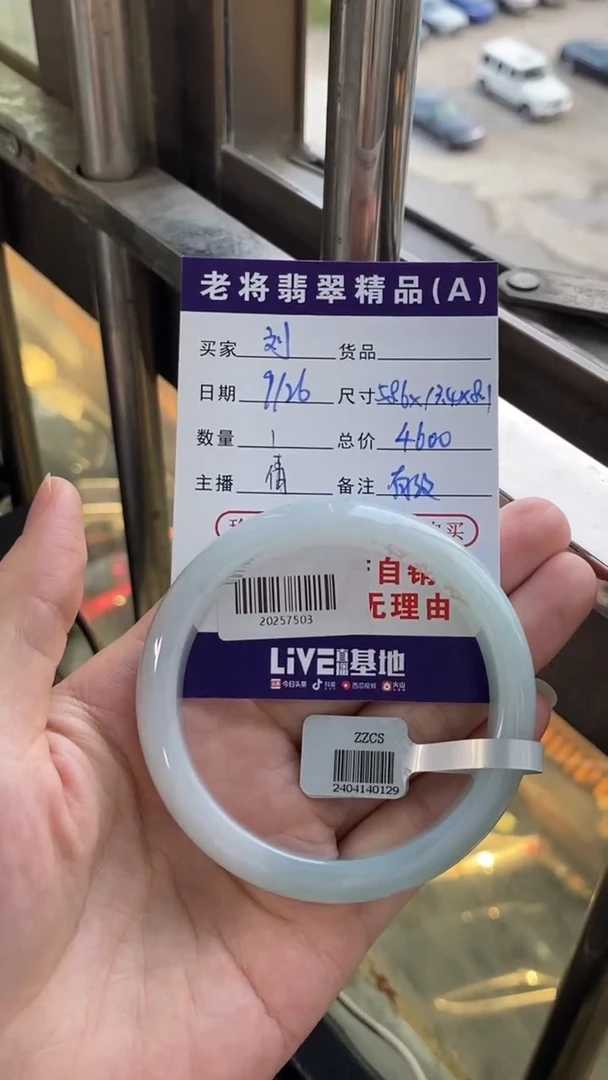 老将翡翠精品(A)
买家 刘 货品
日期 9/26 尺寸 58.6x13.4x8.1
数量 1 总价 4600
主播 倩 备注
买
自销
无理由
20257503
LiVE直播基地
今日头条 抖音 西瓜视频 火山
ZZCS
2404140129